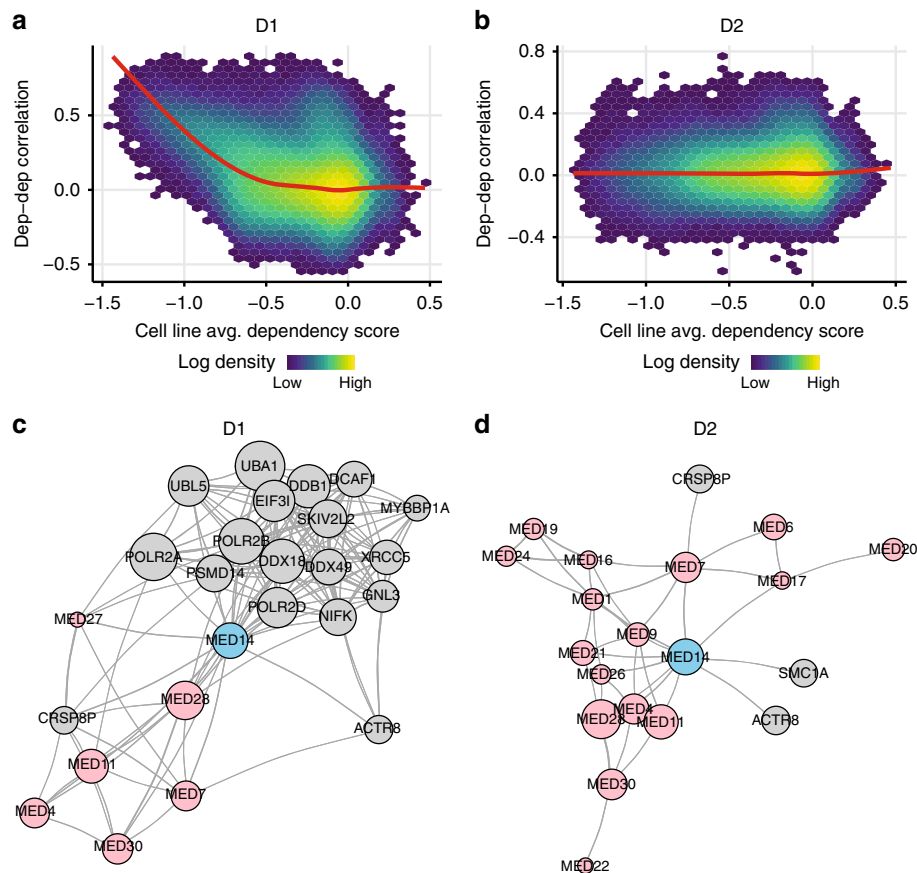 a
D1
Dep–dep correlation
0.5
0.0
−0.5
−1.5 −1.0 −0.5 0.0 0.5
Cell line avg. dependency score
Log density
Low High
b
D2
Dep–dep correlation
0.8
0.4
0.0
−0.4
−1.5 −1.0 −0.5 0.0 0.5
Cell line avg. dependency score
Log density
Low High
c
D1
UBA1
UBL5
DDB1
DCAF1
EIF3I
MYBBP1A
SKIV2L2
POLR2B
POLR2A
DDX18
DDX49
XRCC5
PSMD14
GNL3
POLR2D
NIFK
MED27
MED14
MED28
CRSP8P
ACTR8
MED11
MED7
MED4
MED30
d
D2
CRSP8P
MED19
MED6
MED24
MED16
MED7
MED20
MED17
MED1
MED9
MED21
MED14
MED26
SMC1A
MED28
MED4
MED11
ACTR8
MED30
MED22